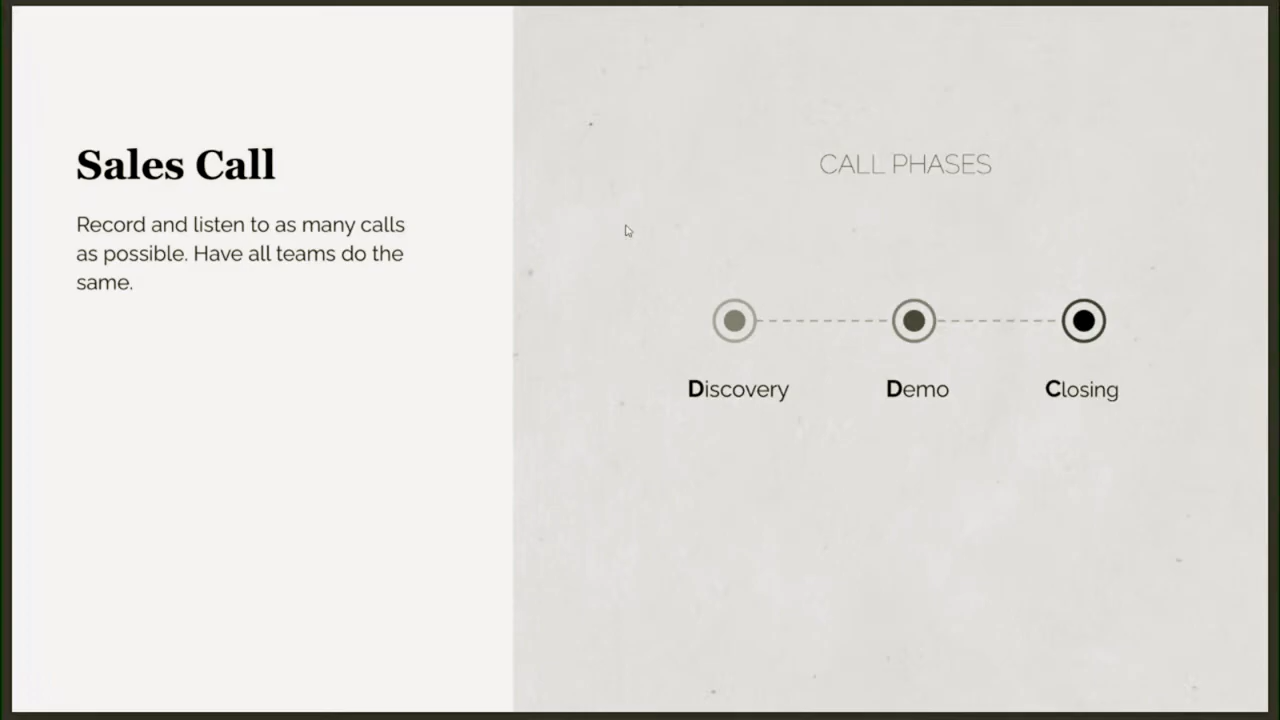 Sales Call
Record and listen to as many calls
as possible. Have all teams do the
same.
CALL PHASES
Discovery
Demo
Closing